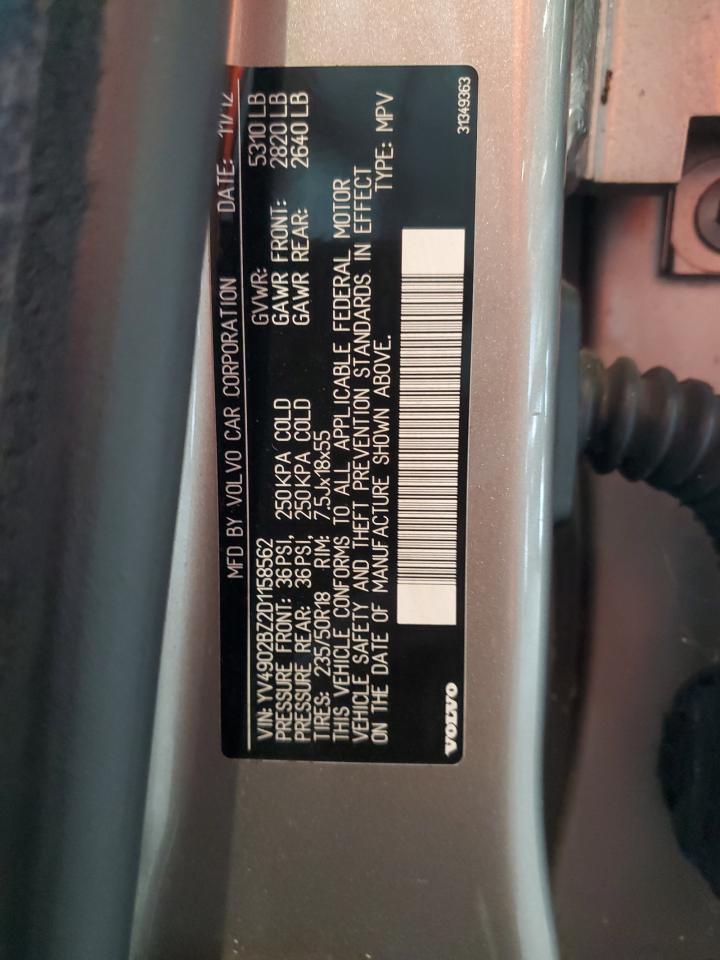 MFD BY VOLVO CAR CORPORATION DATE: 11/12
VIN: YV4902BZ2D1158562 GVWR: 5310 LB
PRESSURE FRONT: 36PSI, 250KPA COLD GAWR FRONT: 2820 LB
PRESSURE REAR: 36PSI, 250KPA COLD GAWR REAR: 2640 LB
TIRES: 235/50R18 RIM: 7.5Jx18x55
THIS VEHICLE CONFORMS TO ALL APPLICABLE FEDERAL MOTOR
VEHICLE SAFETY AND THEFT PREVENTION STANDARDS IN EFFECT
ON THE DATE OF MANUFACTURE SHOWN ABOVE. TYPE: MPV
VOLVO 31349363